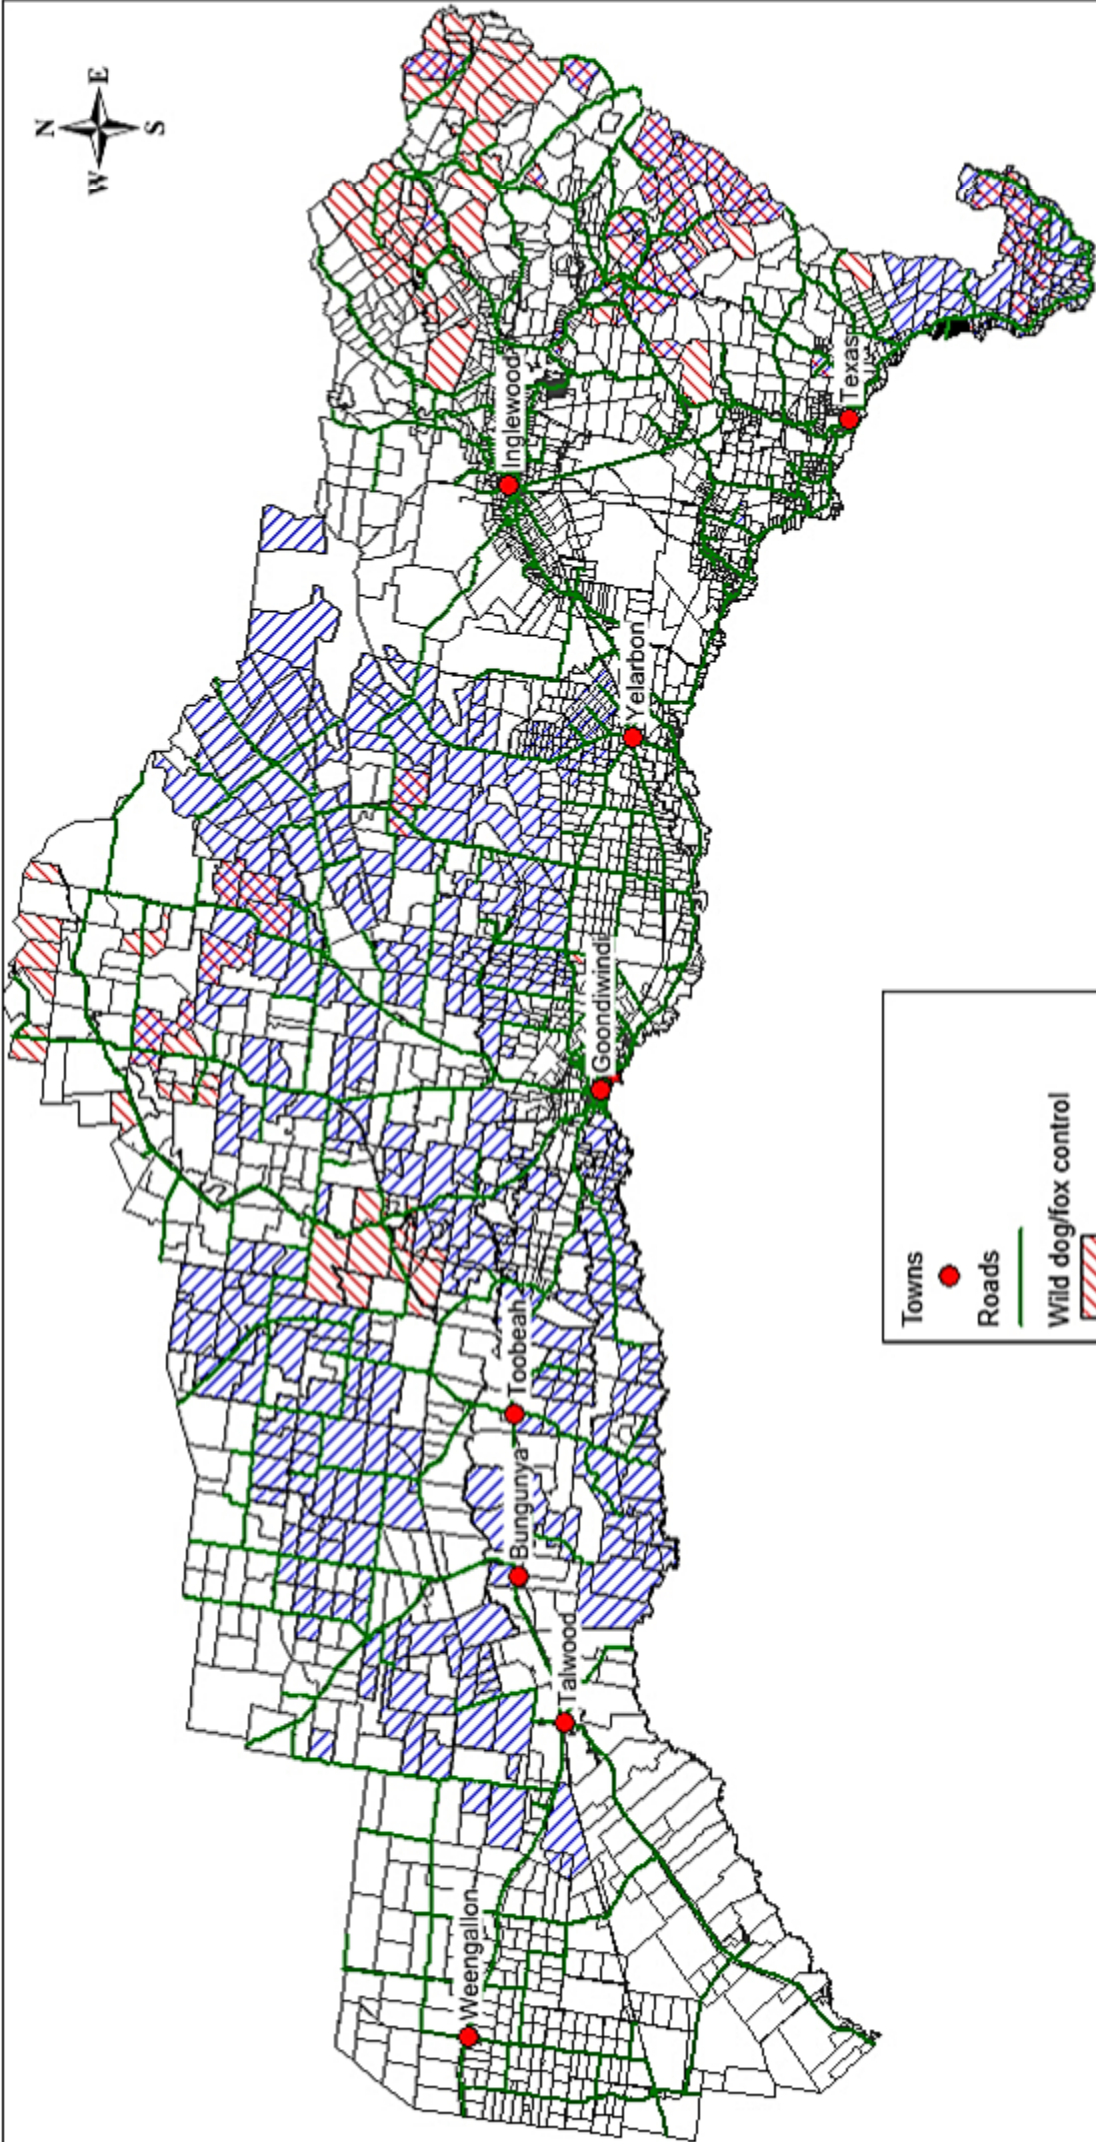 N
W
E
S
Inglewood
Texas
Yelarbon
Goondiwindi
Toobeah
Bungunya
Talwood
Weengallon
Towns
Roads
Wild dog/fox control